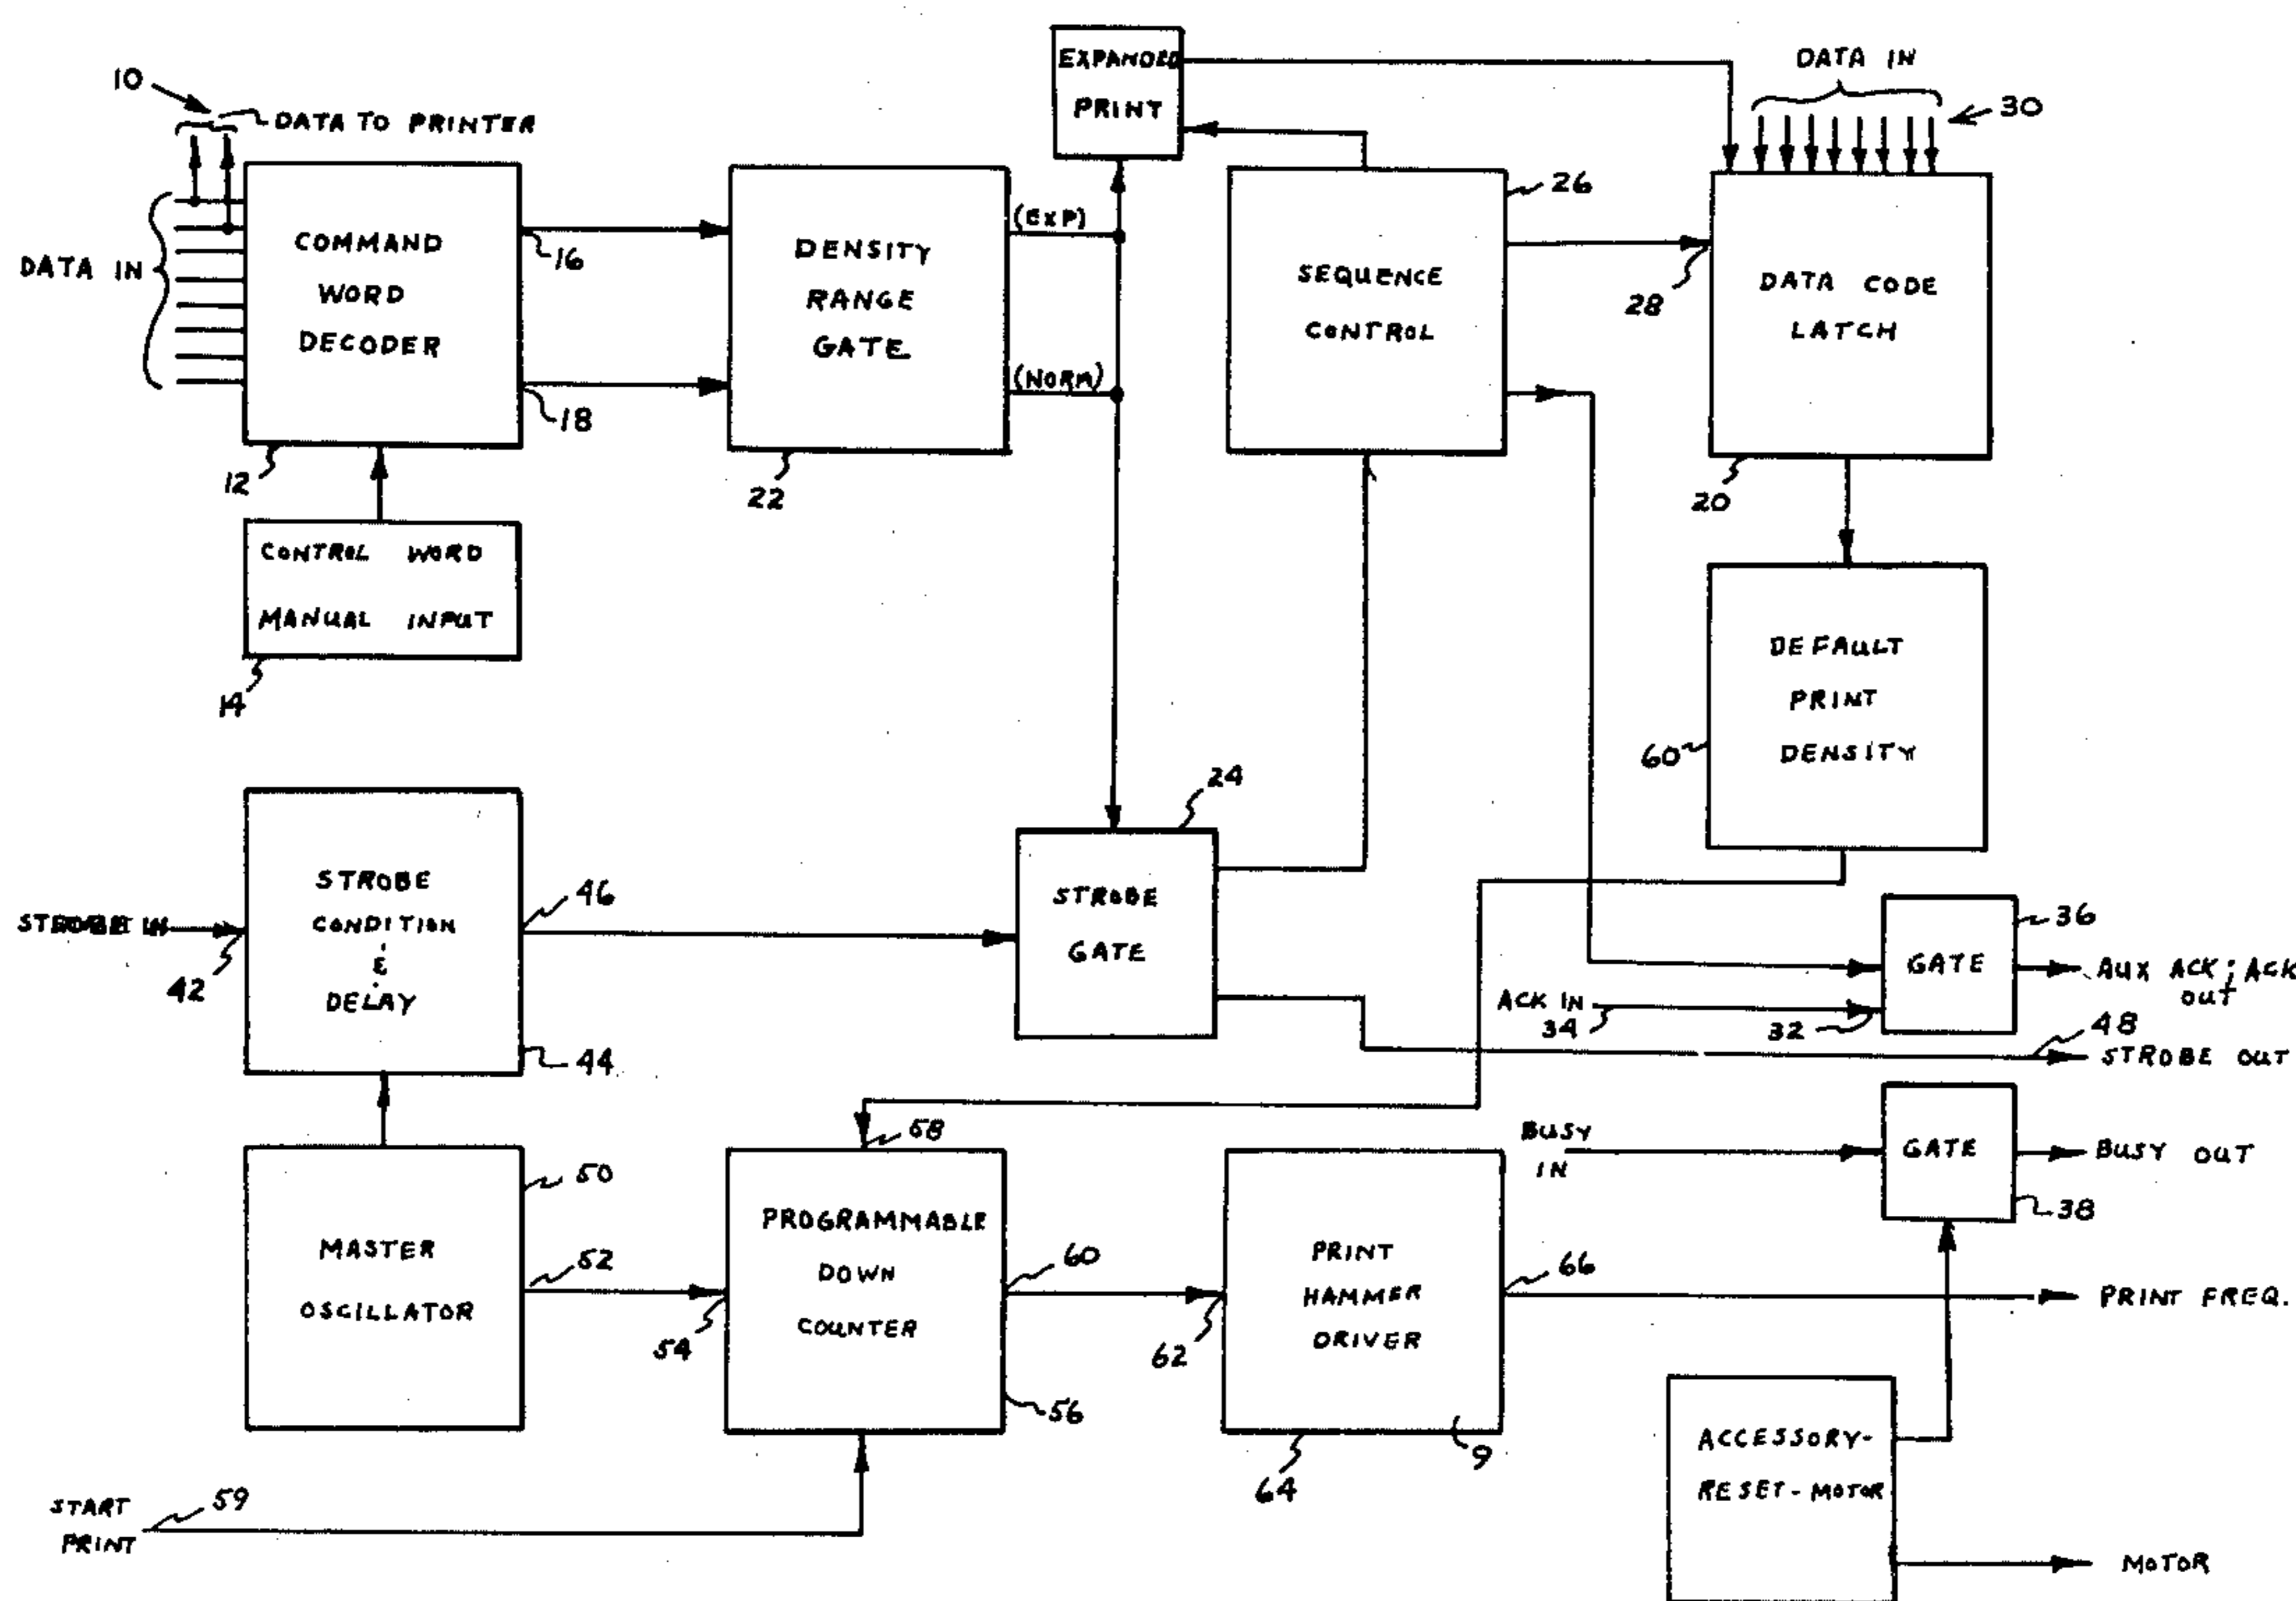 10
DATA TO PRINTER
DATA IN
COMMAND
WORD
DECODER
12
16
18
CONTROL WORD
MANUAL INPUT
14
DENSITY
RANGE
GATE
22
(EXP)
(NORM)
EXPANDED
PRINT
SEQUENCE
CONTROL
26
DATA IN
30
28
DATA CODE
LATCH
20
DEFAULT
PRINT
DENSITY
60
STROBE IN
42
STROBE
CONDITION
&
DELAY
44
46
24
STROBE
GATE
GATE
36
AUX ACK; ACK
OUT
ACK IN
34
32
48
STROBE OUT
MASTER
OSCILLATOR
50
52
54
58
PROGRAMMABLE
DOWN
COUNTER
56
60
62
PRINT
HAMMER
DRIVER
9
64
66
PRINT FREQ.
BUSY
IN
GATE
38
BUSY OUT
START
PRINT
59
ACCESSORY-
RESET-MOTOR
MOTOR